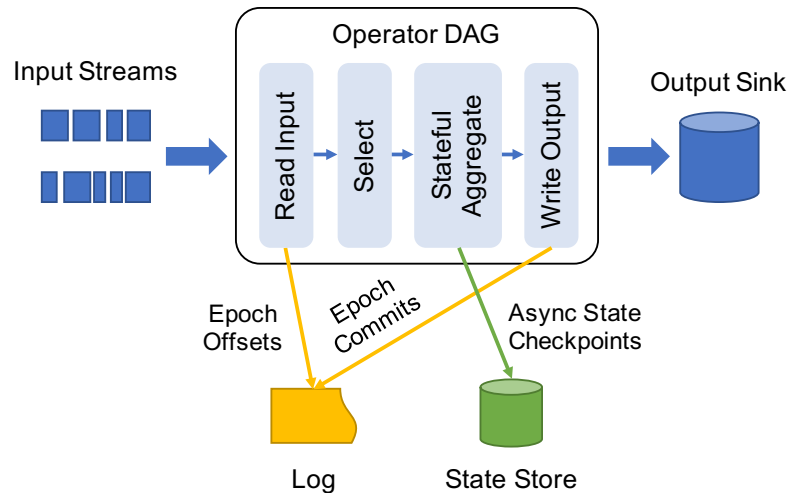 Operator DAG
Input Streams
Output Sink
Read Input
Select
Stateful
Aggregate
Write Output
Epoch
Offsets
Epoch
Commits
Async State
Checkpoints
Log
State Store